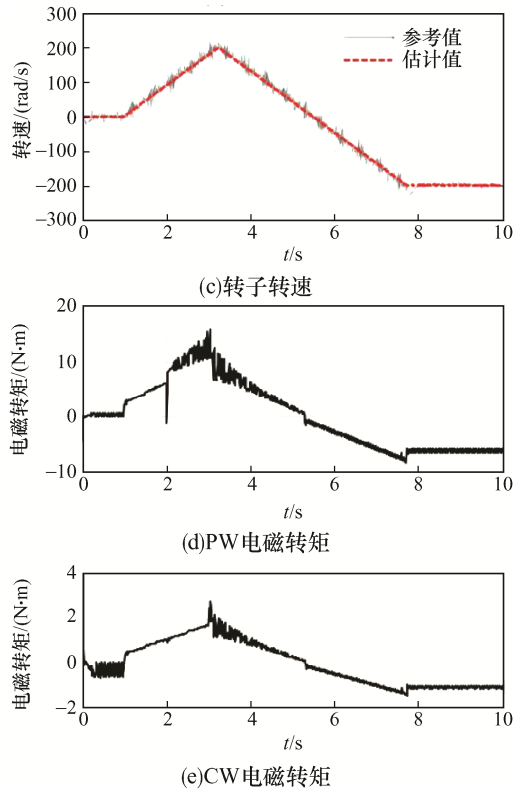 300
200
100
0
−100
−200
−300
转速/(rad/s)
参考值
估计值
0 2 4 6 8 10
t/s
(c)转子转速
20
10
0
−10
电磁转矩/(N·m)
0 2 4 6 8 10
t/s
(d)PW电磁转矩
4
2
0
−2
电磁转矩/(N·m)
0 2 4 6 8 10
t/s
(e)CW电磁转矩